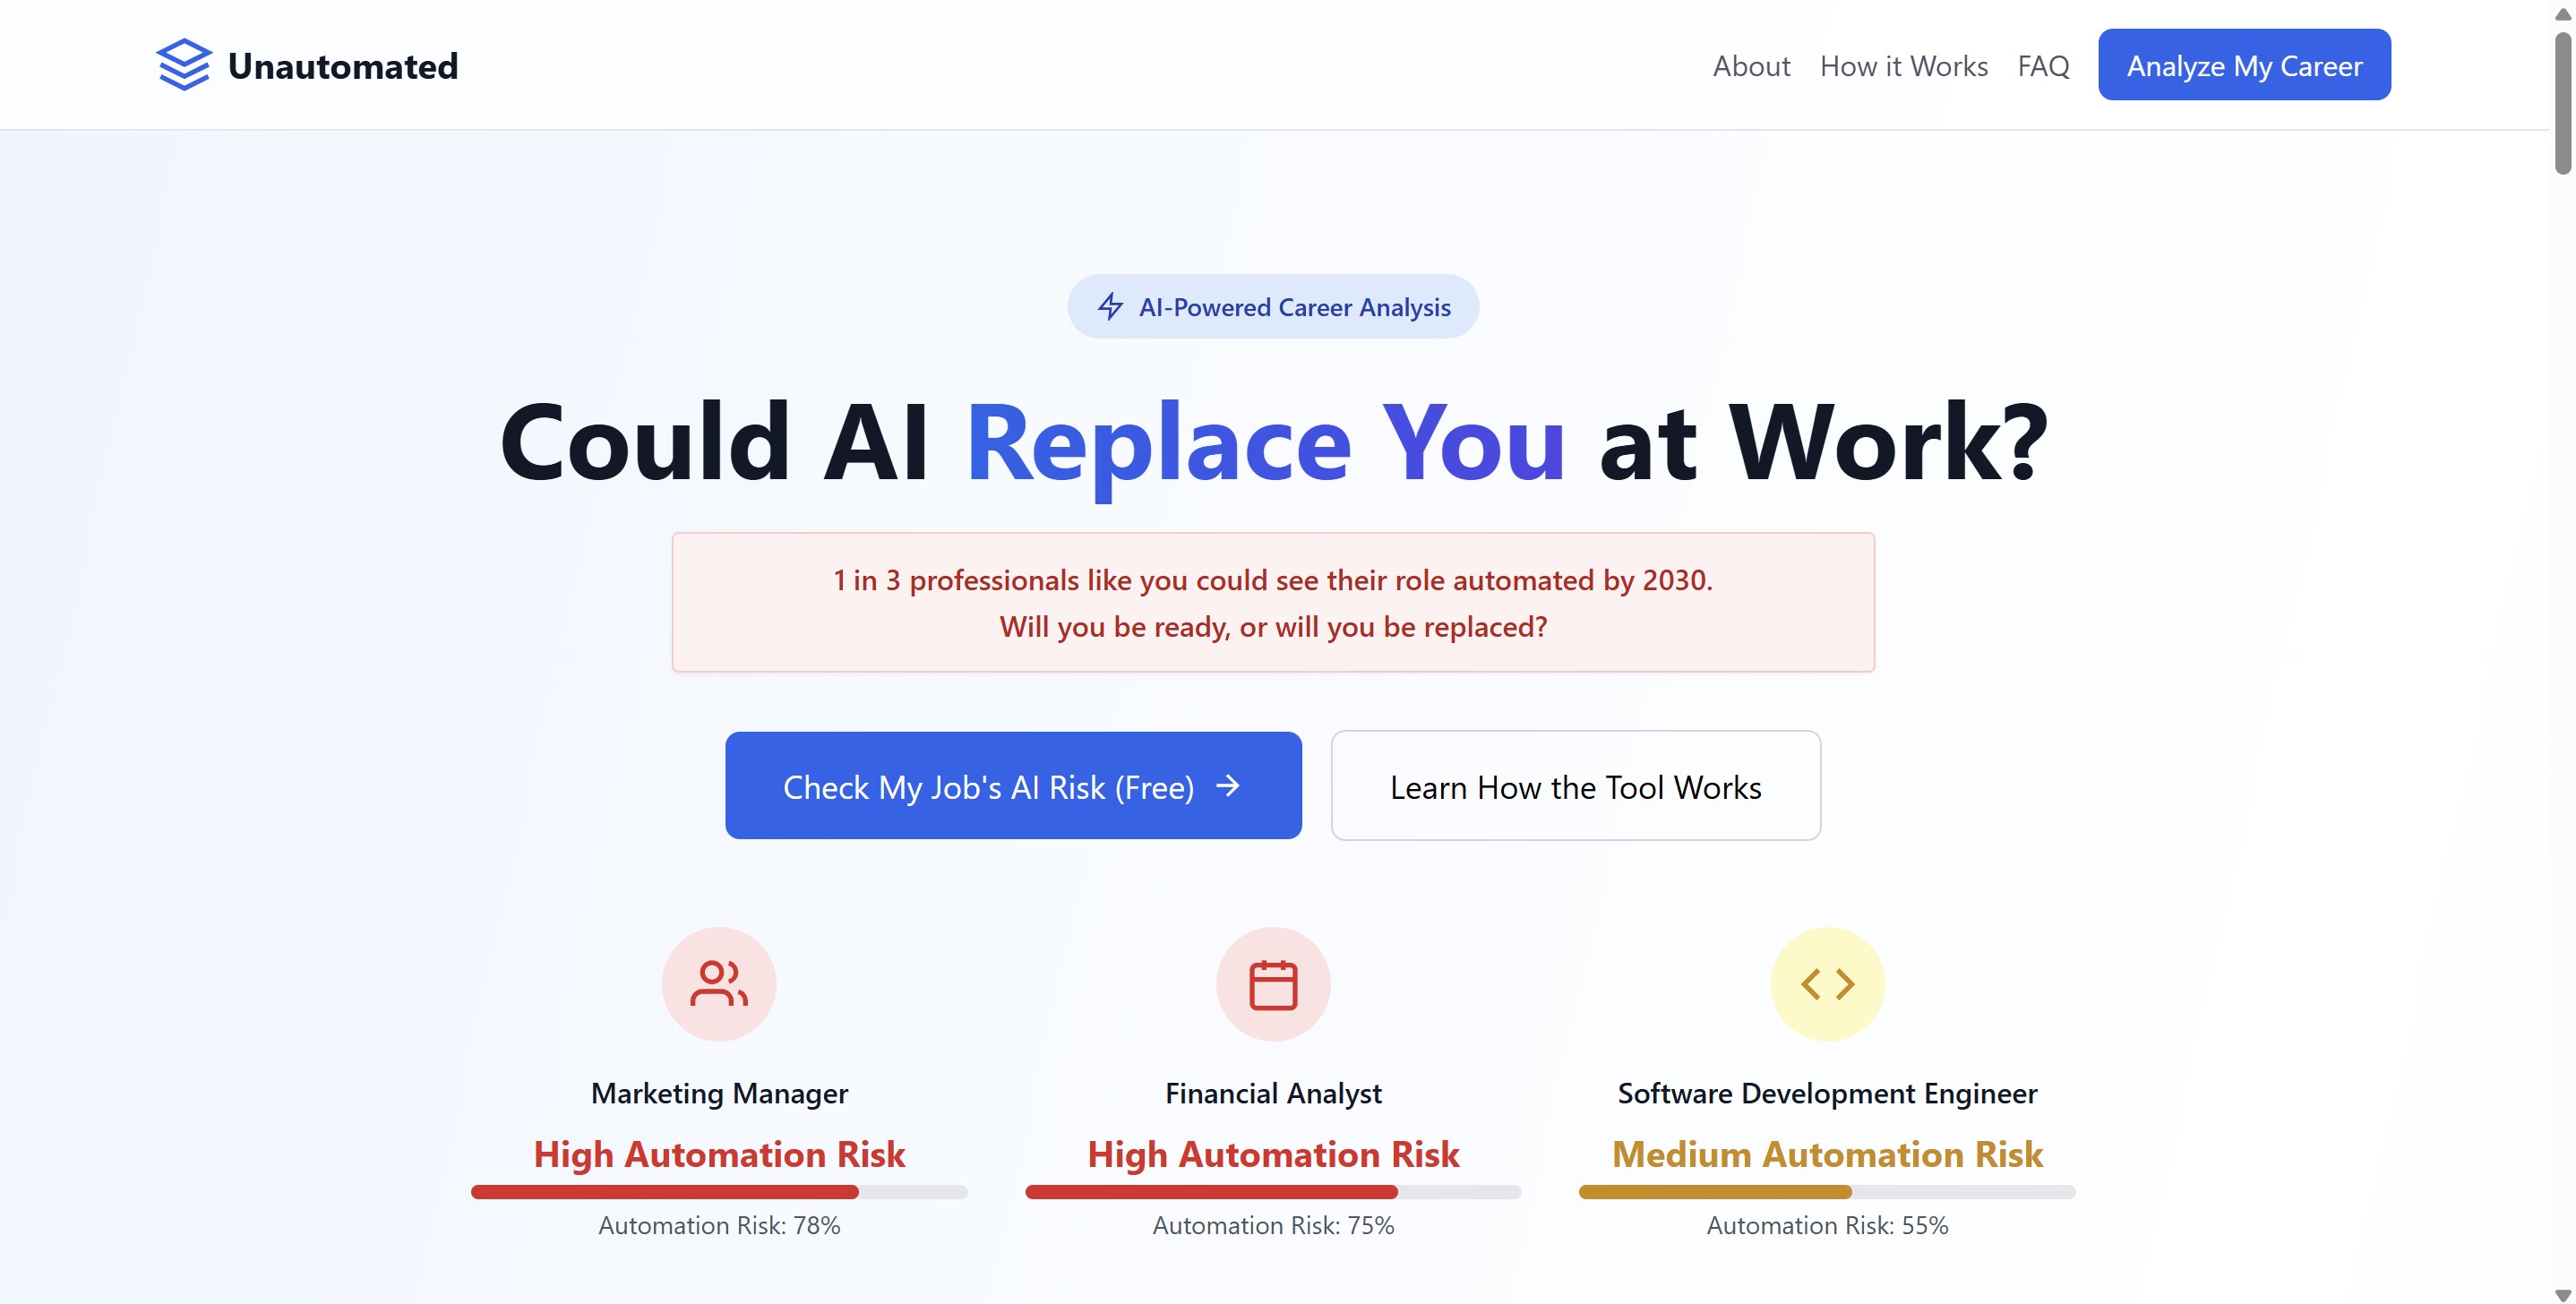 Unautomated
About How it Works FAQ Analyze My Career
AI-Powered Career Analysis
Could AI Replace You at Work?
1 in 3 professionals like you could see their role automated by 2030.
Will you be ready, or will you be replaced?
Check My Job's AI Risk (Free) →
Learn How the Tool Works
Marketing Manager
High Automation Risk
Automation Risk: 78%
Financial Analyst
High Automation Risk
Automation Risk: 75%
Software Development Engineer
Medium Automation Risk
Automation Risk: 55%